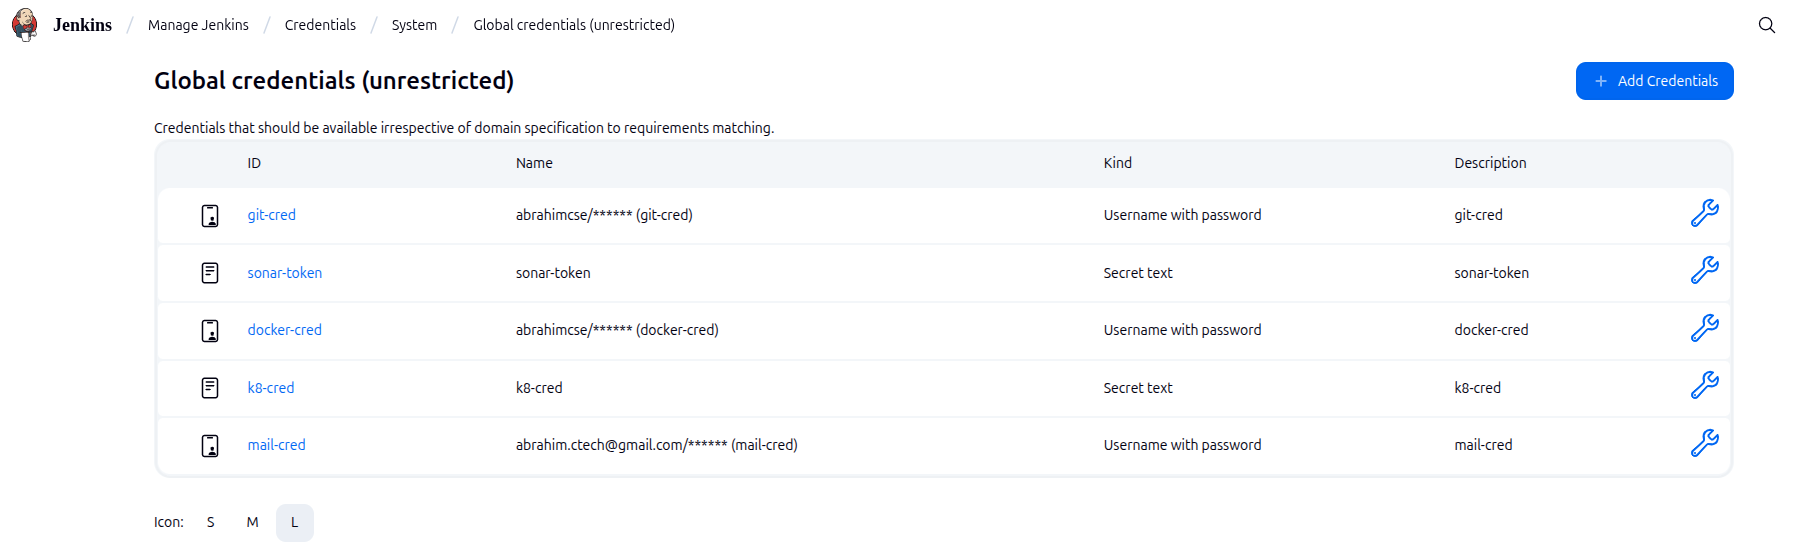 Jenkins / Manage Jenkins / Credentials / System / Global credentials (unrestricted)
Global credentials (unrestricted)
+ Add Credentials
Credentials that should be available irrespective of domain specification to requirements matching.
ID Name Kind Description
git-cred abrahimcse/****** (git-cred) Username with password git-cred
sonar-token sonar-token Secret text sonar-token
docker-cred abrahimcse/****** (docker-cred) Username with password docker-cred
k8-cred k8-cred Secret text k8-cred
mail-cred abrahim.ctech@gmail.com/****** (mail-cred) Username with password mail-cred
Icon: S M L